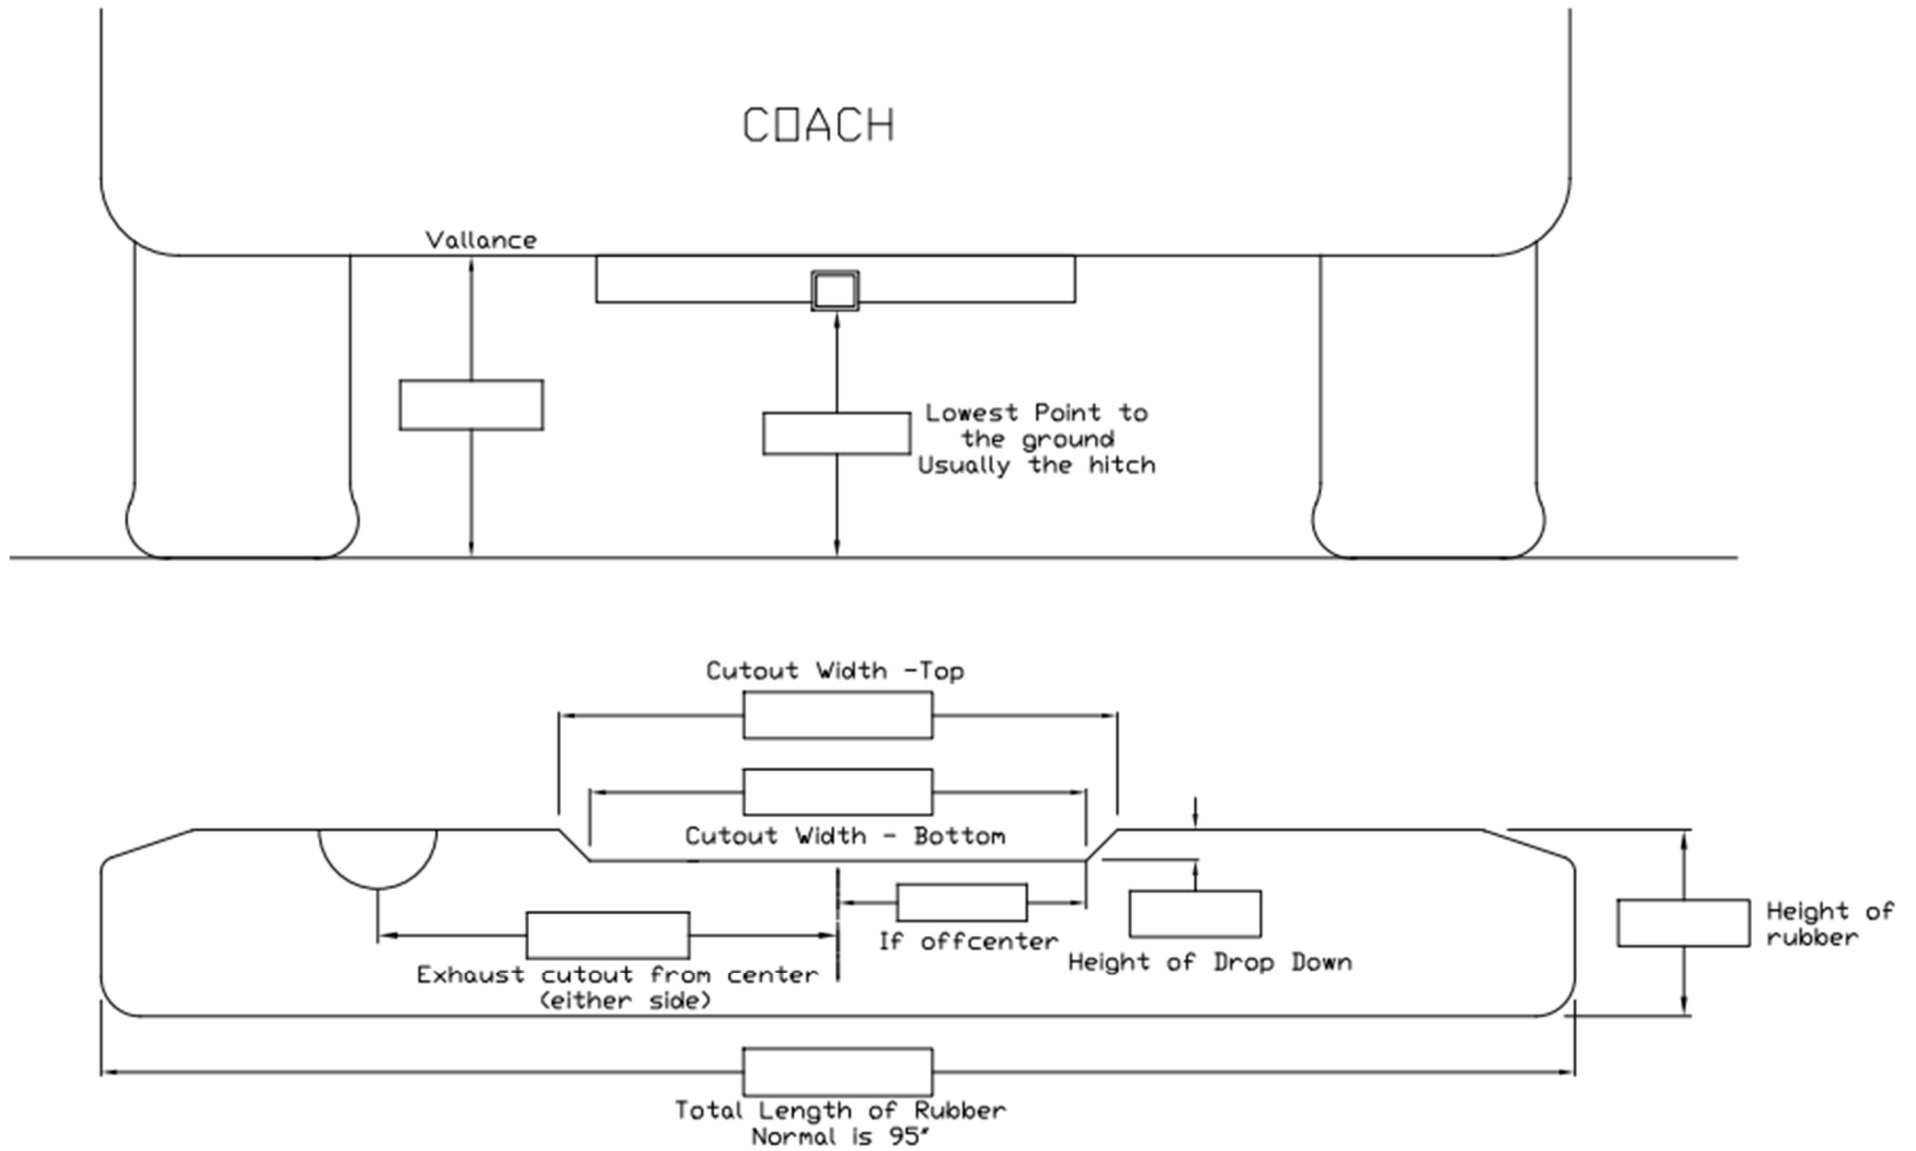 COACH
Vallance
Lowest Point to
the ground
Usually the hitch
Cutout Width -Top
Cutout Width - Bottom
If offcenter
Height of Drop Down
Height of
rubber
Exhaust cutout from center
(either side)
Total Length of Rubber
Normal is 95"